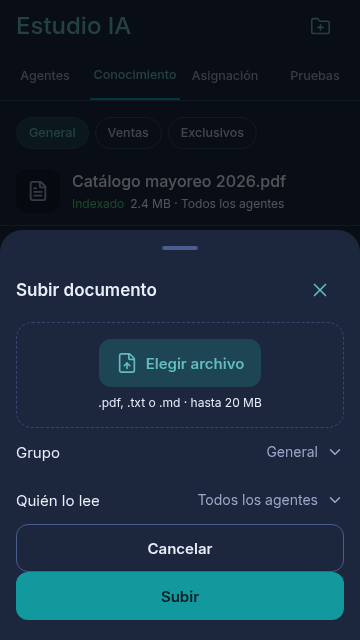 Estudio IA
Agentes Conocimiento Asignación Pruebas
General Ventas Exclusivos
Catálogo mayoreo 2026.pdf
Indexado 2.4 MB · Todos los agentes
Subir documento
Elegir archivo
.pdf, .txt o .md · hasta 20 MB
Grupo General
Quién lo lee Todos los agentes
Cancelar
Subir